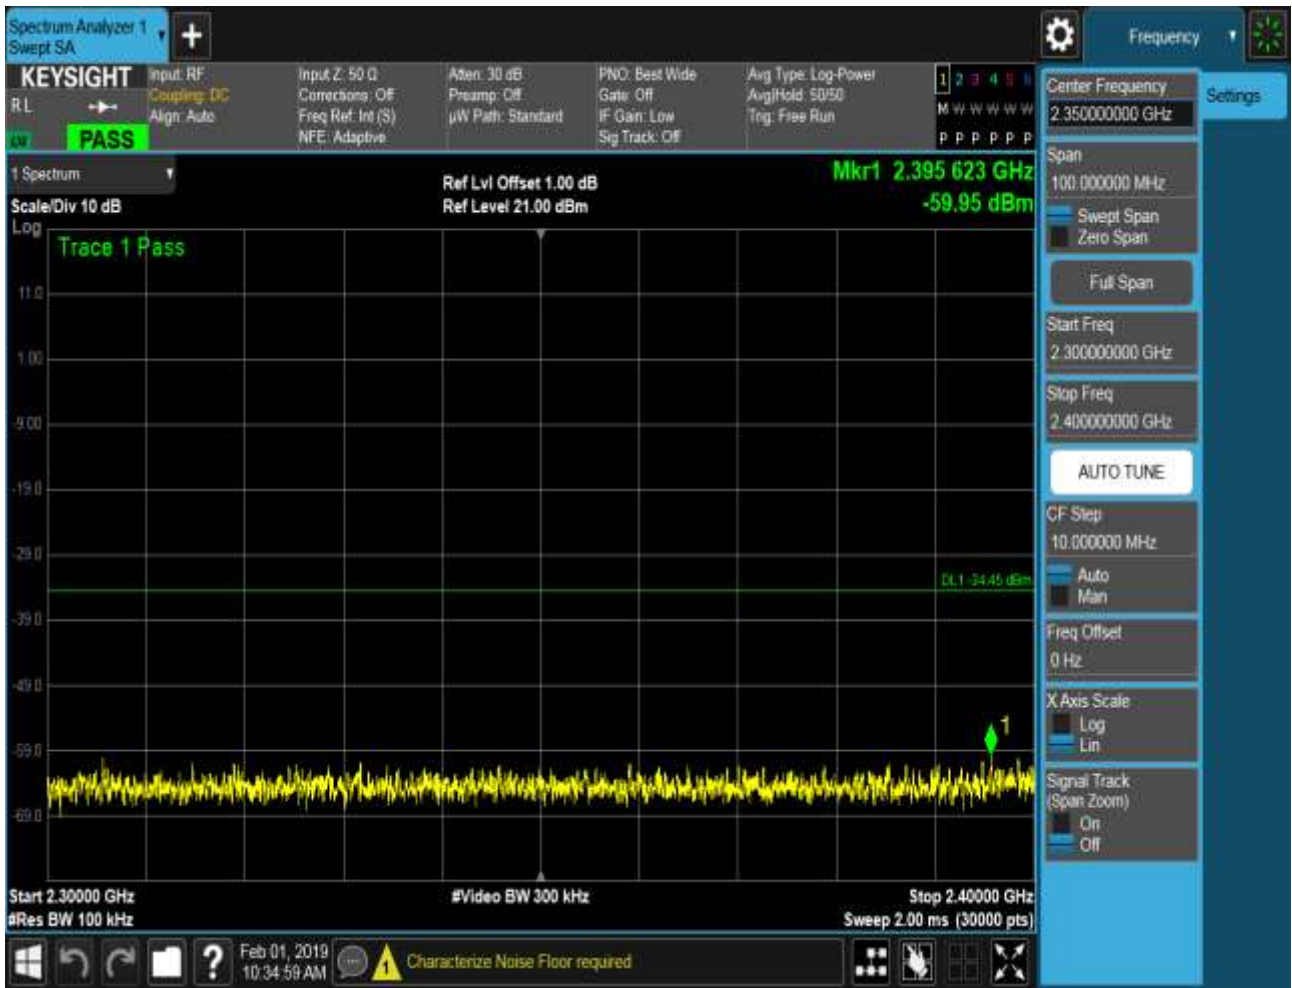 Spectrum Analyzer 1
Swept SA
Frequency
KEYSIGHT
R L
PASS
Input: RF
Coupling: DC
Align: Auto
Input Z: 50 Ω
Corrections: Off
Freq Ref: Int (S)
NFE: Adaptive
Atten: 30 dB
Preamp: Off
µW Path: Standard
PNO: Best Wide
Gate: Off
IF Gain: Low
Sig Track: Off
Avg Type: Log-Power
Avg|Hold: 50/50
Trig: Free Run
1 2 3 4 5 6
M W W W W W
P P P P P P
1 Spectrum
Scale/Div 10 dB
Log
Ref Lvl Offset 1.00 dB
Ref Level 21.00 dBm
Mkr1 2.395 623 GHz
-59.95 dBm
Trace 1 Pass
11.0
1.00
-9.00
-19.0
-29.0
DL1 -34.45 dBm
-39.0
-49.0
1
-59.0
-69.0
Start 2.30000 GHz
#Video BW 300 kHz
Stop 2.40000 GHz
#Res BW 100 kHz
Sweep 2.00 ms (30000 pts)
Feb 01, 2019
10:34:59 AM
Characterize Noise Floor required
Center Frequency
2.350000000 GHz
Settings
Span
100.000000 MHz
Swept Span
Zero Span
Full Span
Start Freq
2.300000000 GHz
Stop Freq
2.400000000 GHz
AUTO TUNE
CF Step
10.000000 MHz
Auto
Man
Freq Offset
0 Hz
X Axis Scale
Log
Lin
Signal Track
(Span Zoom)
On
Off